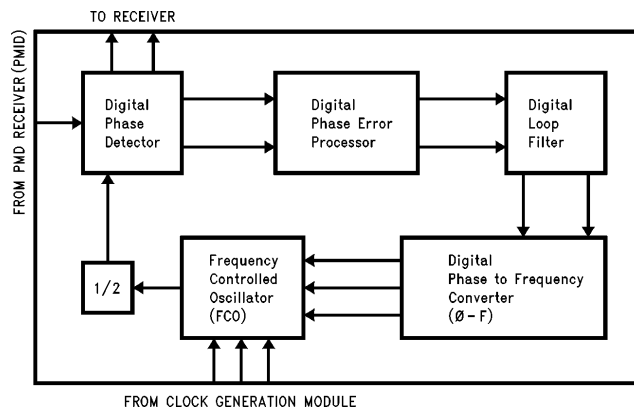 TO RECEIVER
FROM PMD RECEIVER (PMID)
Digital
Phase
Detector
Digital
Phase Error
Processor
Digital
Loop
Filter
1/2
Frequency
Controlled
Oscillator
(FCO)
Digital
Phase to Frequency
Converter
(Ø-F)
FROM CLOCK GENERATION MODULE